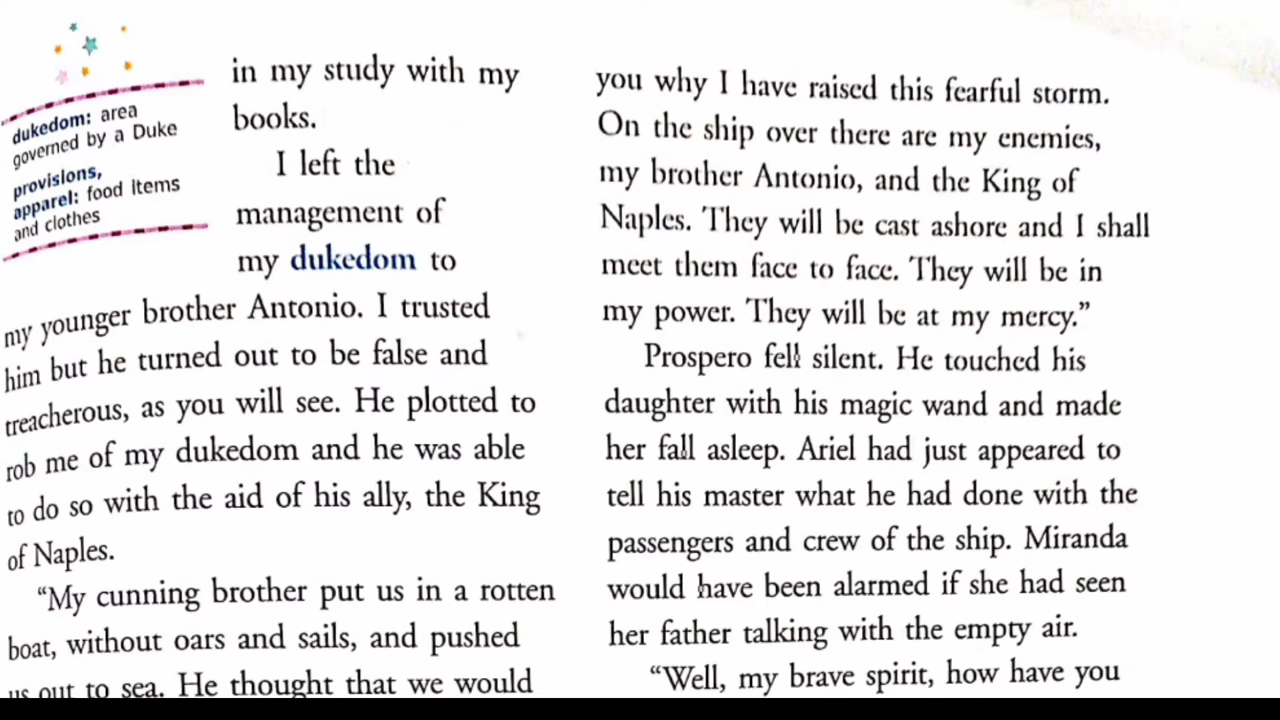 dukedom: area
governed by a Duke
provisions,
apparel: food items
and clothes
in my study with my
books.
I left the
management of
my dukedom to
my younger brother Antonio. I trusted
him but he turned out to be false and
treacherous, as you will see. He plotted to
rob me of my dukedom and he was able
to do so with the aid of his ally, the King
of Naples.
“My cunning brother put us in a rotten
boat, without oars and sails, and pushed
us out to sea. He thought that we would
you why I have raised this fearful storm.
On the ship over there are my enemies,
my brother Antonio, and the King of
Naples. They will be cast ashore and I shall
meet them face to face. They will be in
my power. They will be at my mercy.”
Prospero fell silent. He touched his
daughter with his magic wand and made
her fall asleep. Ariel had just appeared to
tell his master what he had done with the
passengers and crew of the ship. Miranda
would have been alarmed if she had seen
her father talking with the empty air.
“Well, my brave spirit, how have you